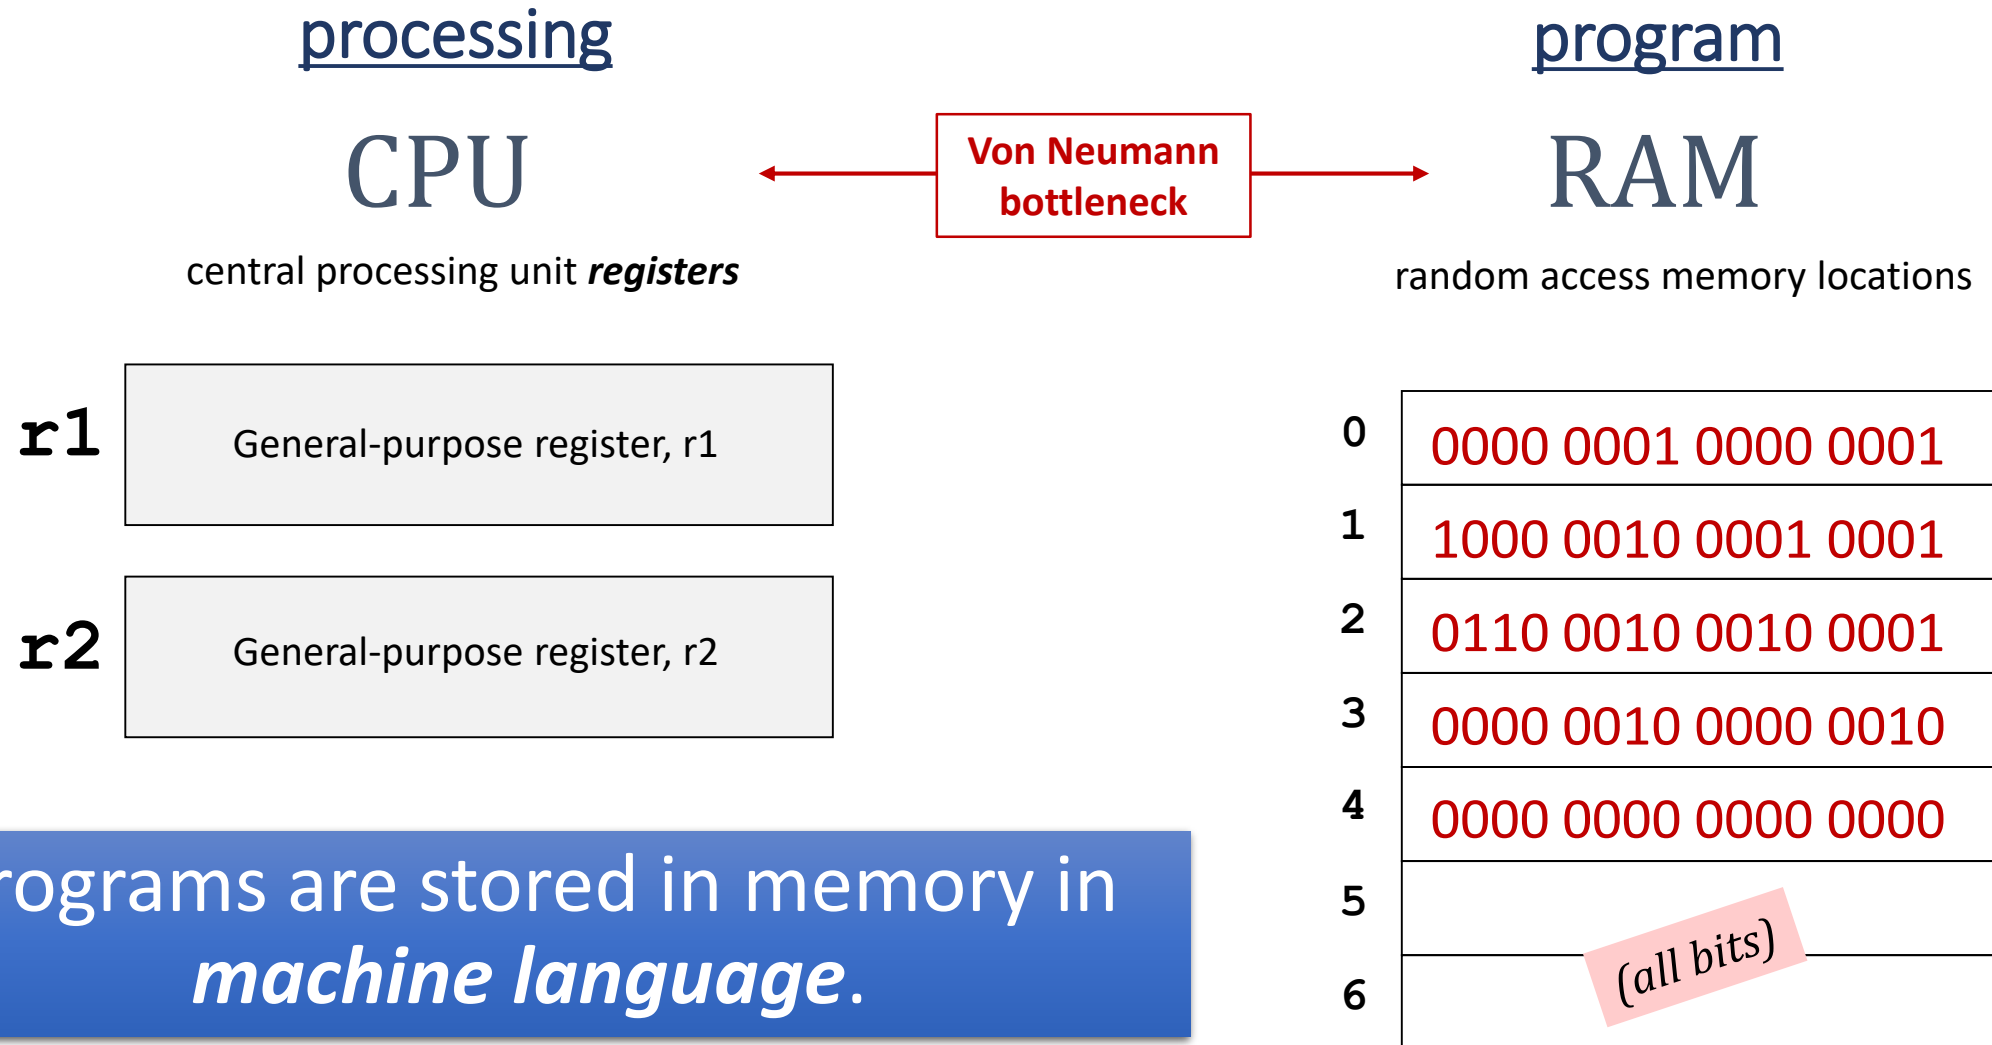 processing
program
CPU
Von Neumann
bottleneck
RAM
central processing unit registers
random access memory locations
r1
General-purpose register, r1
r2
General-purpose register, r2
0 0000 0001 0000 0001
1 1000 0010 0001 0001
2 0110 0010 0010 0001
3 0000 0010 0000 0010
4 0000 0000 0000 0000
5
6
(all bits)
rograms are stored in memory in
machine language.